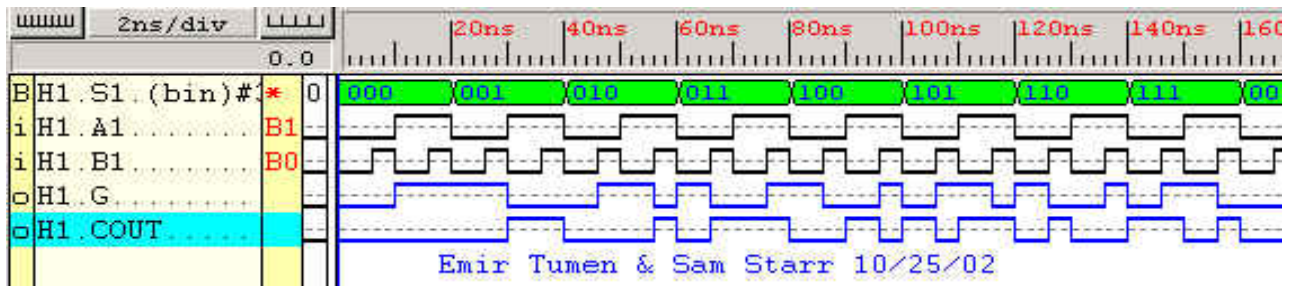 2ns/div 20ns 40ns 60ns 80ns 100ns 120ns 140ns 160
0.0
B H1.S1.(bin)# * 0 000 001 010 011 100 101 110 111 00
i H1.A1....... B1
i H1.B1....... B0
o H1.G........
o H1.COUT.....
Emir Tumen & Sam Starr 10/25/02